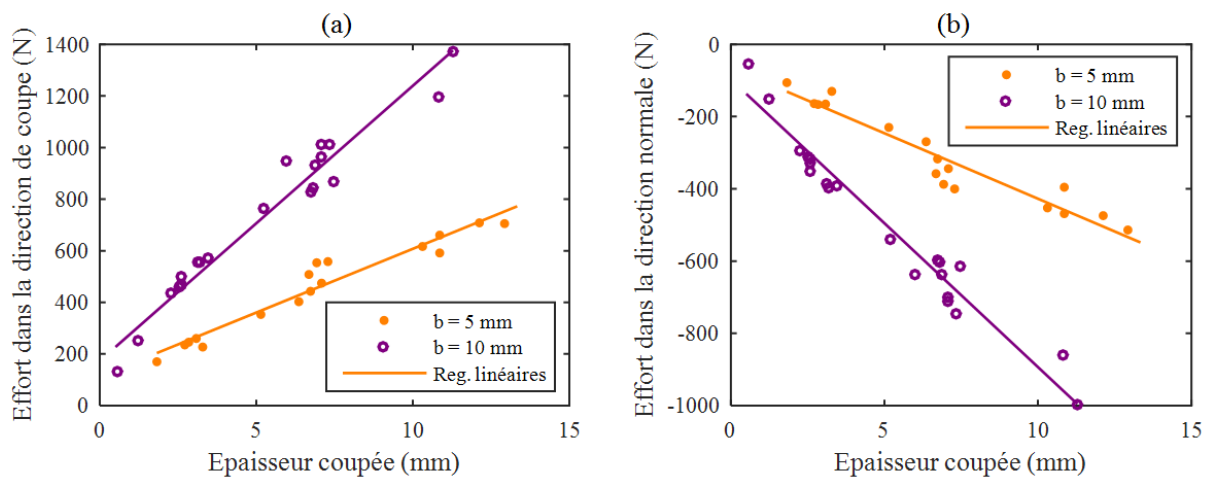 (a)
Effort dans la direction de coupe (N)
1400
1200
1000
800
600
400
200
0
b = 5 mm
b = 10 mm
Reg. linéaires
0 5 10 15
Epaisseur coupée (mm)
(b)
Effort dans la direction normale (N)
0
-200
-400
-600
-800
-1000
b = 5 mm
b = 10 mm
Reg. linéaires
0 5 10 15
Epaisseur coupée (mm)